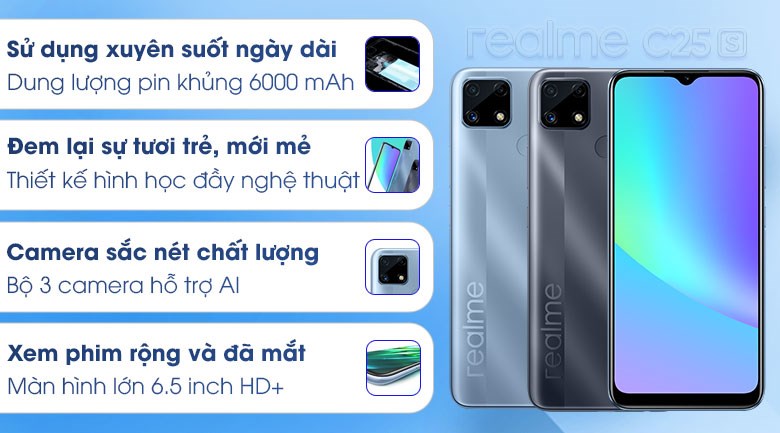 Sử dụng xuyên suốt ngày dài
Dung lượng pin khủng 6000 mAh
Đem lại sự tươi trẻ, mới mẻ
Thiết kế hình học đầy nghệ thuật
Camera sắc nét chất lượng
Bộ 3 camera hỗ trợ AI
Xem phim rộng và đã mắt
Màn hình lớn 6.5 inch HD+
realme C25 S
realme
realme